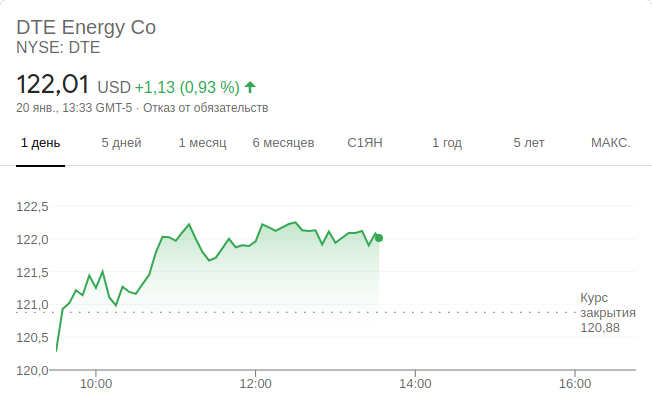 DTE Energy Co
NYSE: DTE
122,01 USD +1,13 (0,93 %)
20 янв., 13:33 GMT-5 · Отказ от обязательств
1 день 5 дней 1 месяц 6 месяцев С1ЯН 1 год 5 лет МАКС.
122,5
122,0
121,5
121,0
Курс
закрытия
120,88
120,5
120,0
10:00 12:00 14:00 16:00